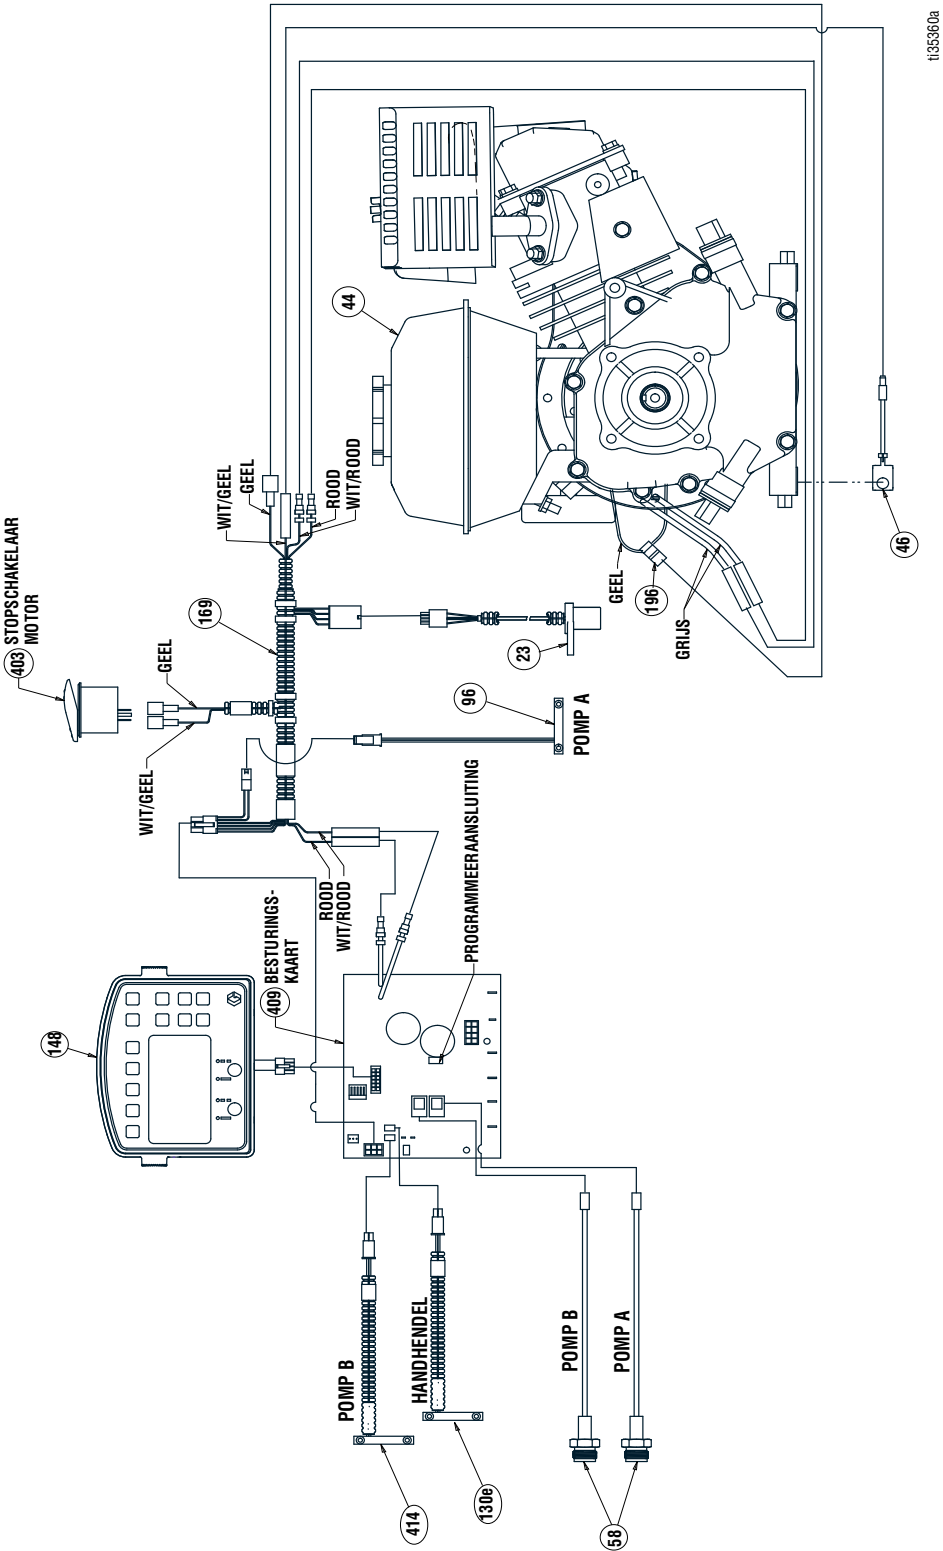 ti35360a
44
WIT/GEEL
GEEL
ROOD
WIT/ROOD
403 STOPSCHAKELAAR
MOTOR
169
GEEL
WIT/GEEL
23
96
POMP A
GEEL
196
GRIJS
46
148
409 BESTURINGS-
KAART
ROOD
WIT/ROOD
PROGRAMMEERAANSLUITING
POMP B
HANDHENDEL
414
130e
POMP B
POMP A
58